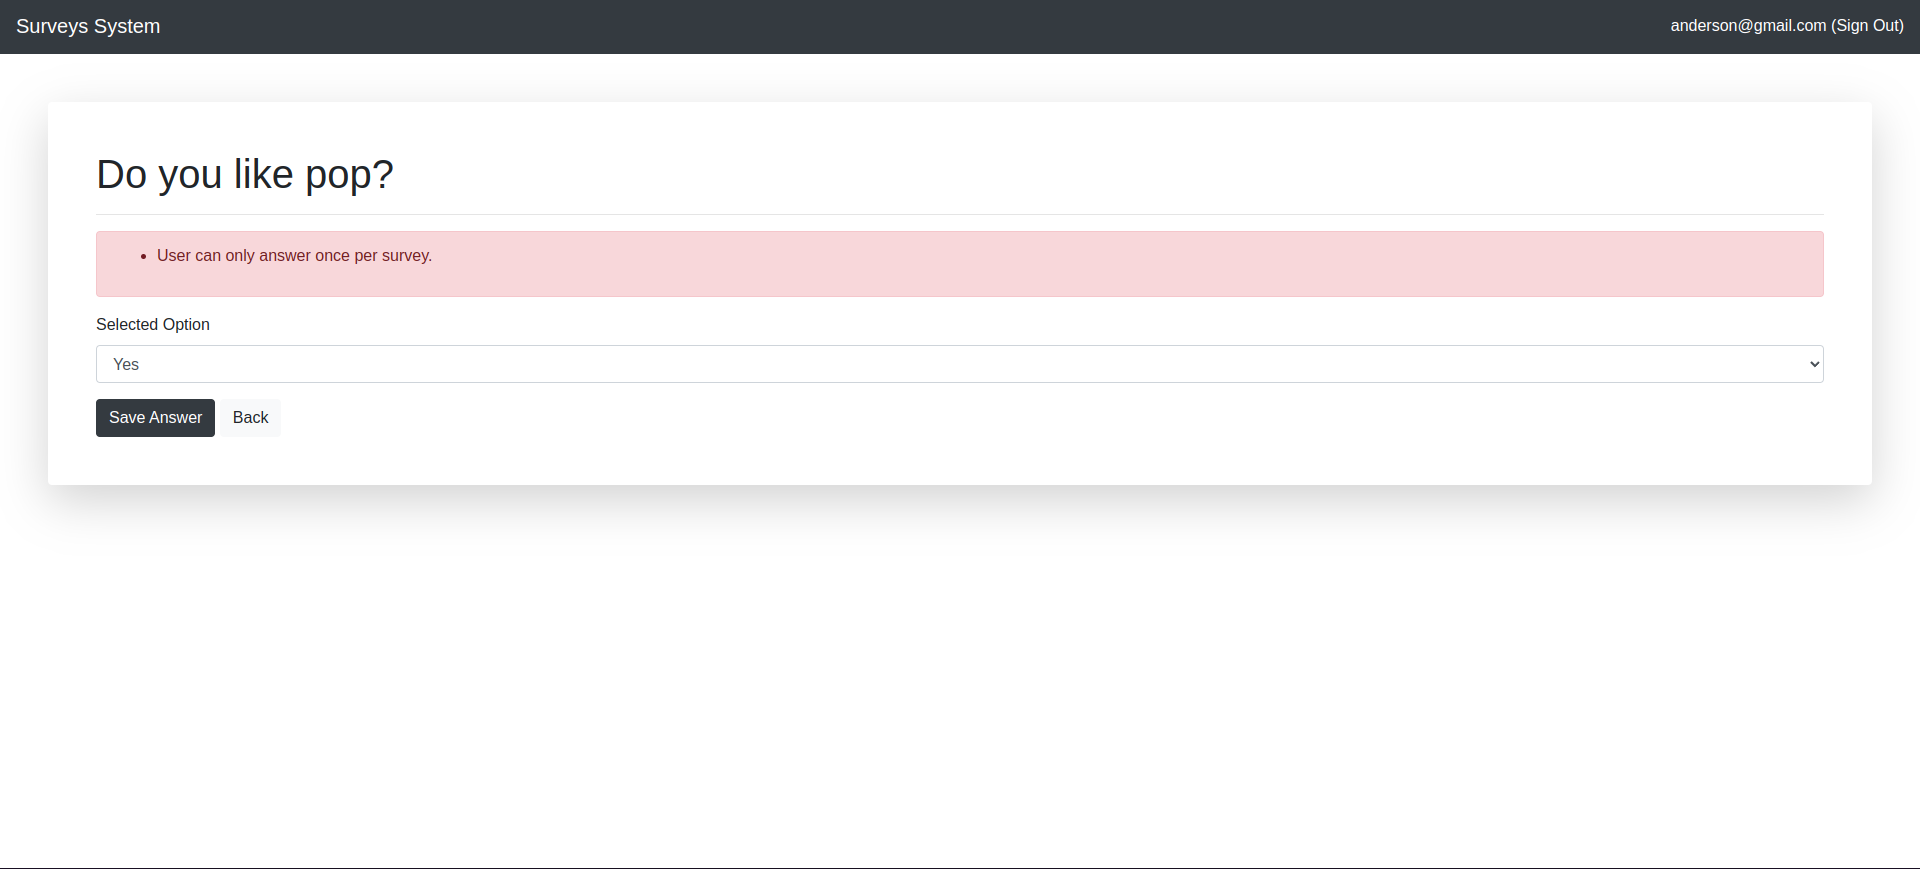 Surveys System
anderson@gmail.com (Sign Out)
Do you like pop?
User can only answer once per survey.
Selected Option
Yes
Save Answer
Back